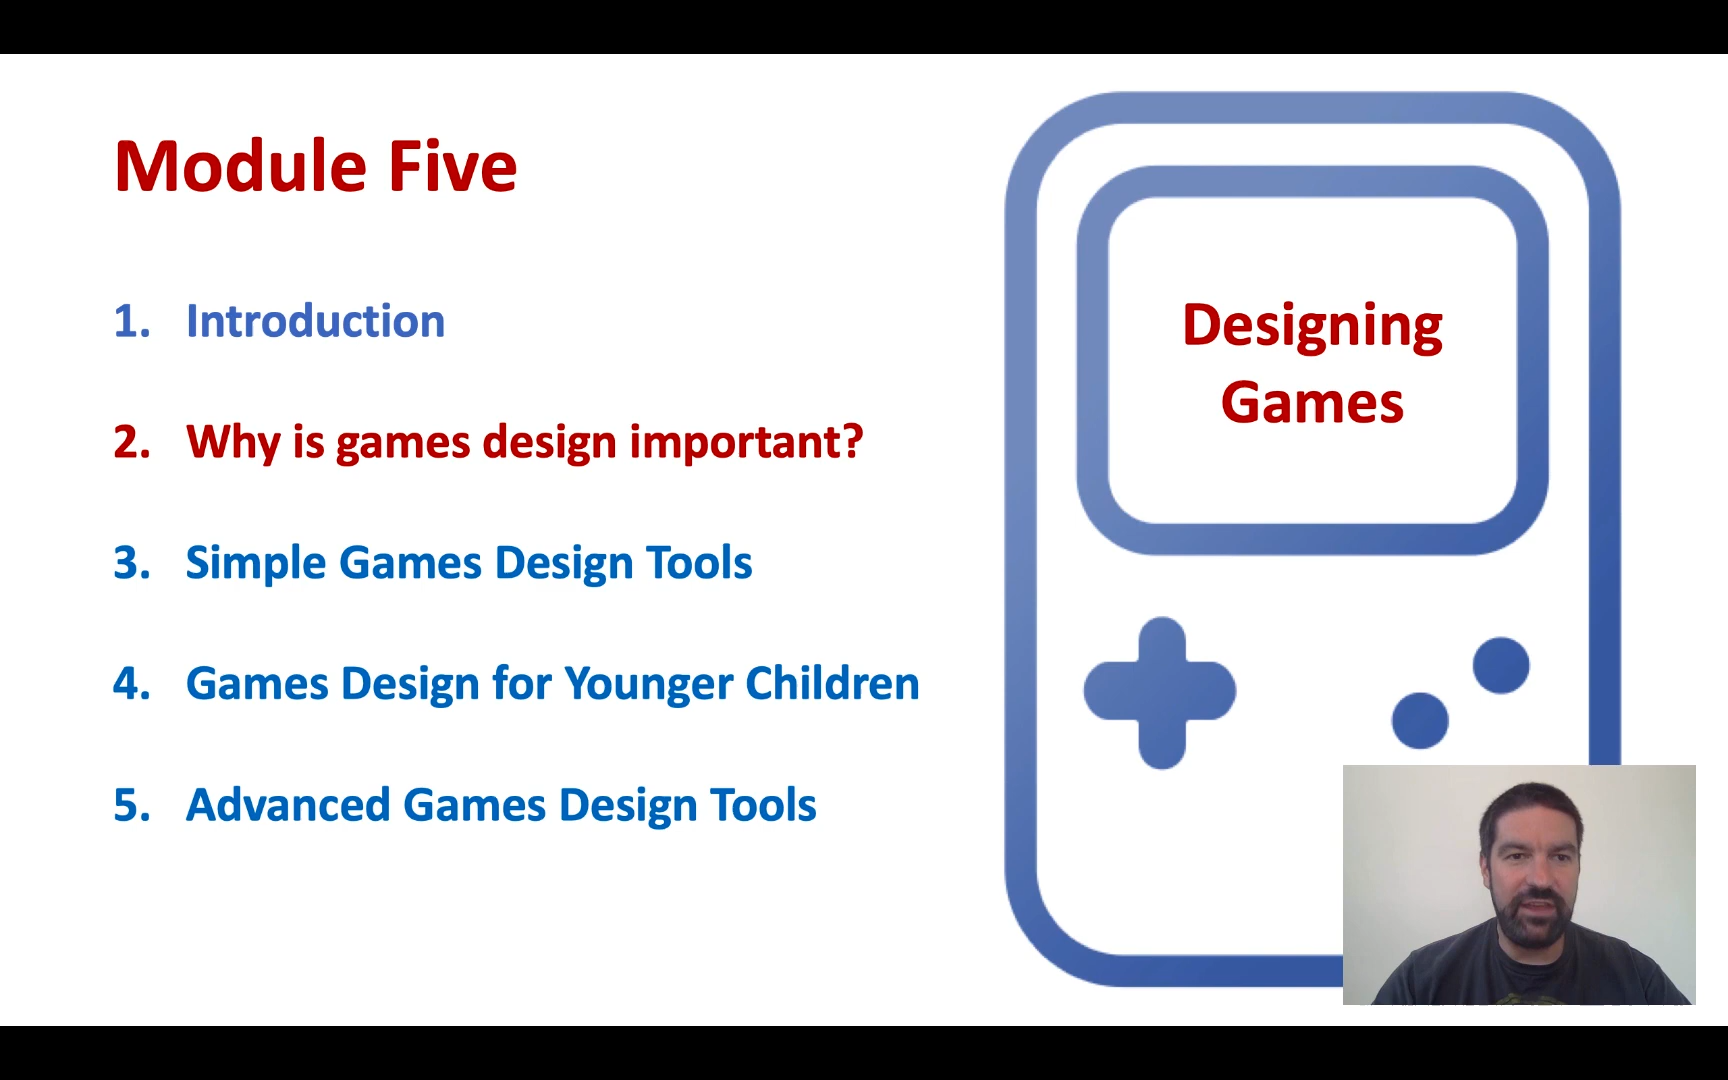 Module Five
1. Introduction
2. Why is games design important?
3. Simple Games Design Tools
4. Games Design for Younger Children
5. Advanced Games Design Tools
Designing
Games